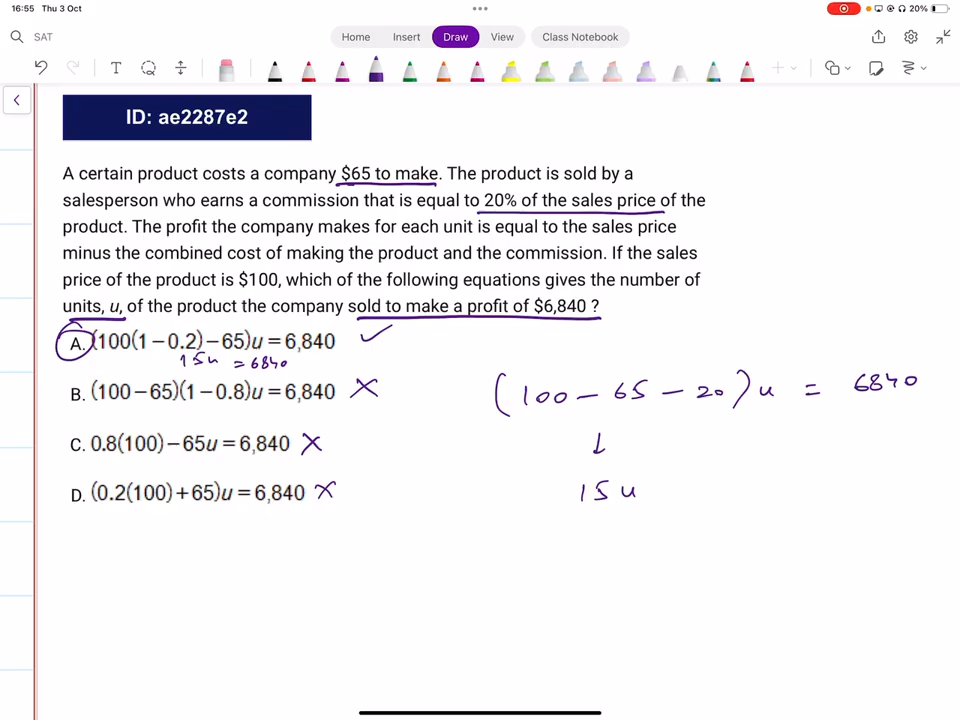 16:55 Thu 3 Oct
20%
SAT
Home Insert Draw View Class Notebook
ID: ae2287e2
A certain product costs a company $65 to make. The product is sold by a
salesperson who earns a commission that is equal to 20% of the sales price of the
product. The profit the company makes for each unit is equal to the sales price
minus the combined cost of making the product and the commission. If the sales
price of the product is $100, which of the following equations gives the number of
units, u, of the product the company sold to make a profit of $6,840 ?
A. (100(1−0.2)−65)u=6,840
15u = 6840
B. (100−65)(1−0.8)u=6,840
(100 − 65 − 20)u = 6840
C. 0.8(100)−65u=6,840
D. (0.2(100)+65)u=6,840
15u